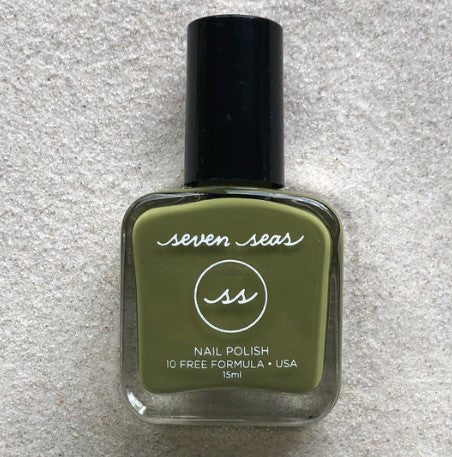 seven seas
ss
NAIL POLISH
10 FREE FORMULA • USA
15ml